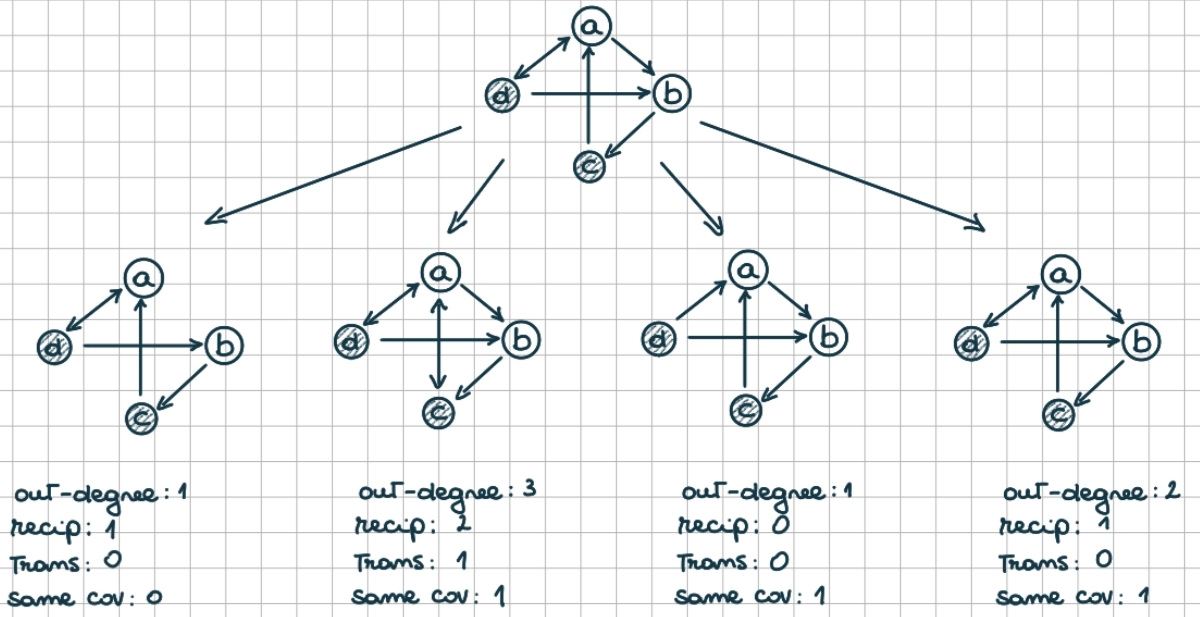 a
d
b
c
a
d
b
c
a
d
b
c
a
d
b
c
a
d
b
c
out-degree: 1
recip: 1
Trans: 0
same cov: 0
out-degree: 3
recip: 2
Trans: 1
same cov: 1
out-degree: 1
recip: 0
Trans: 0
same cov: 1
out-degree: 2
recip: 1
Trans: 0
same cov: 1